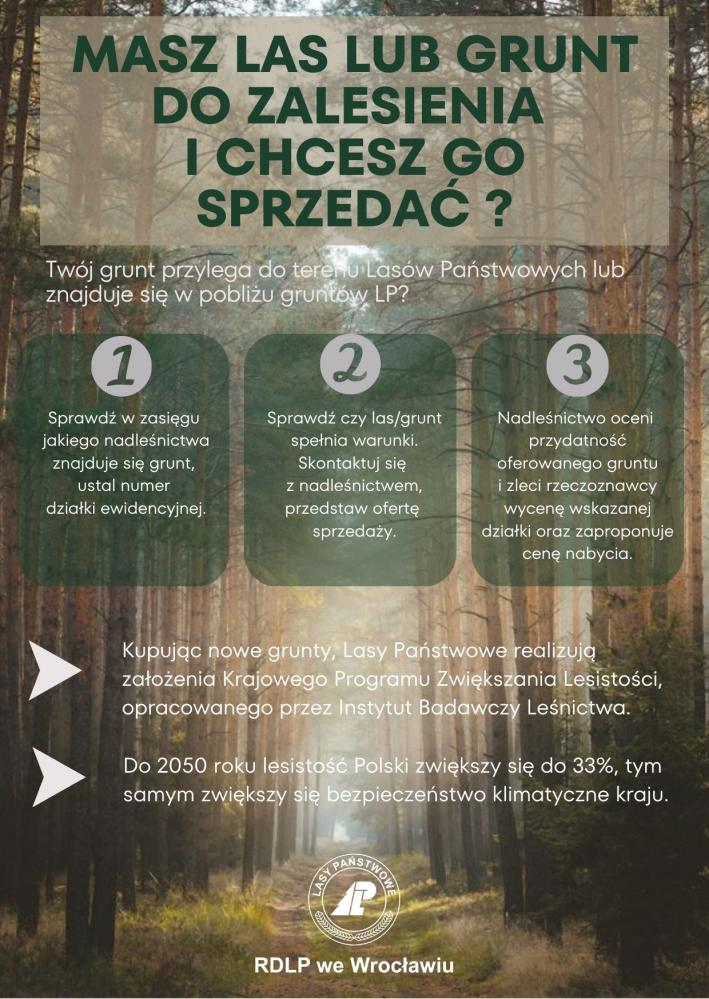 MASZ LAS LUB GRUNT
DO ZALESIENIA
I CHCESZ GO
SPRZEDAĆ ?
Twój grunt przylega do terenu Lasów Państwowych lub
znajduje się w pobliżu gruntów LP?
1
Sprawdź w zasięgu
jakiego nadleśnictwa
znajduje się grunt,
ustal numer
działki ewidencyjnej.
2
Sprawdź czy las/grunt
spełnia warunki.
Skontaktuj się
z nadleśnictwem,
przedstaw ofertę
sprzedaży.
3
Nadleśnictwo oceni
przydatność
oferowanego gruntu
i zleci rzeczoznawcy
wycenę wskazanej
działki oraz zaproponuje
cenę nabycia.
Kupując nowe grunty, Lasy Państwowe realizują
założenia Krajowego Programu Zwiększania Lesistości,
opracowanego przez Instytut Badawczy Leśnictwa.
Do 2050 roku lesistość Polski zwiększy się do 33%, tym
samym zwiększy się bezpieczeństwo klimatyczne kraju.
LASY PAŃSTWOWE
LP
RDLP we Wrocławiu